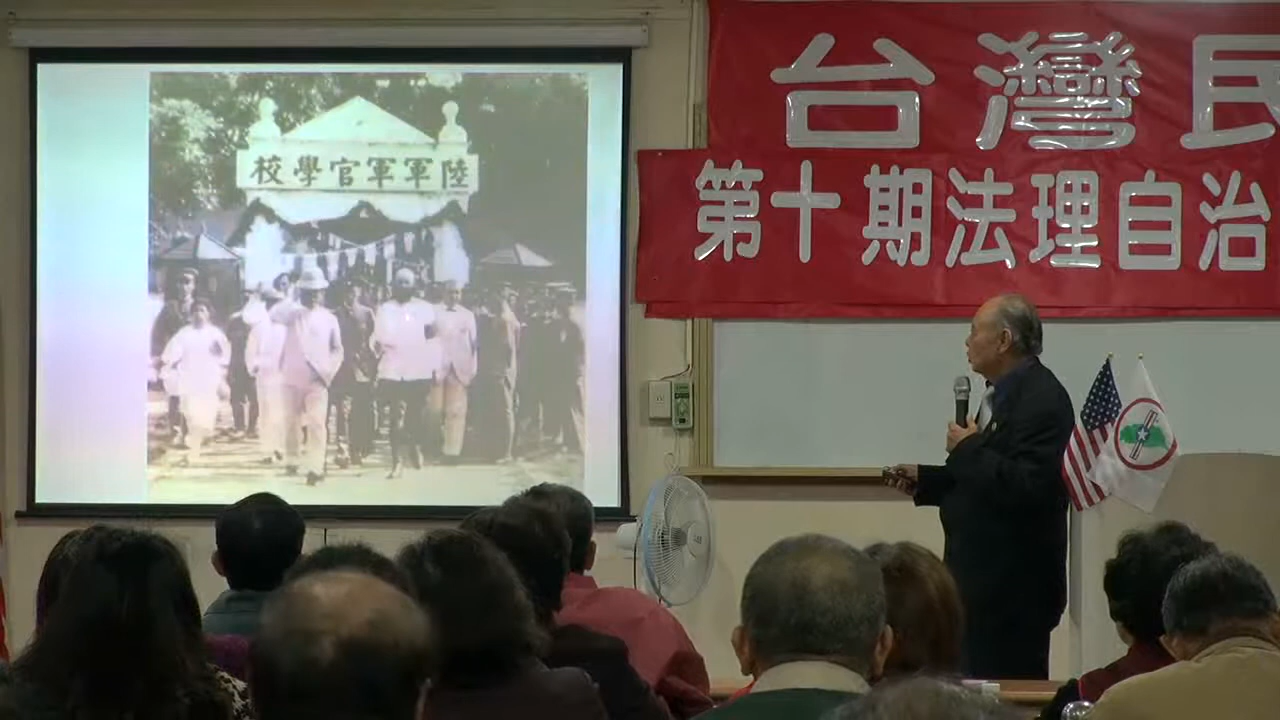 陸軍軍官學校
台灣民
第十期法理自治